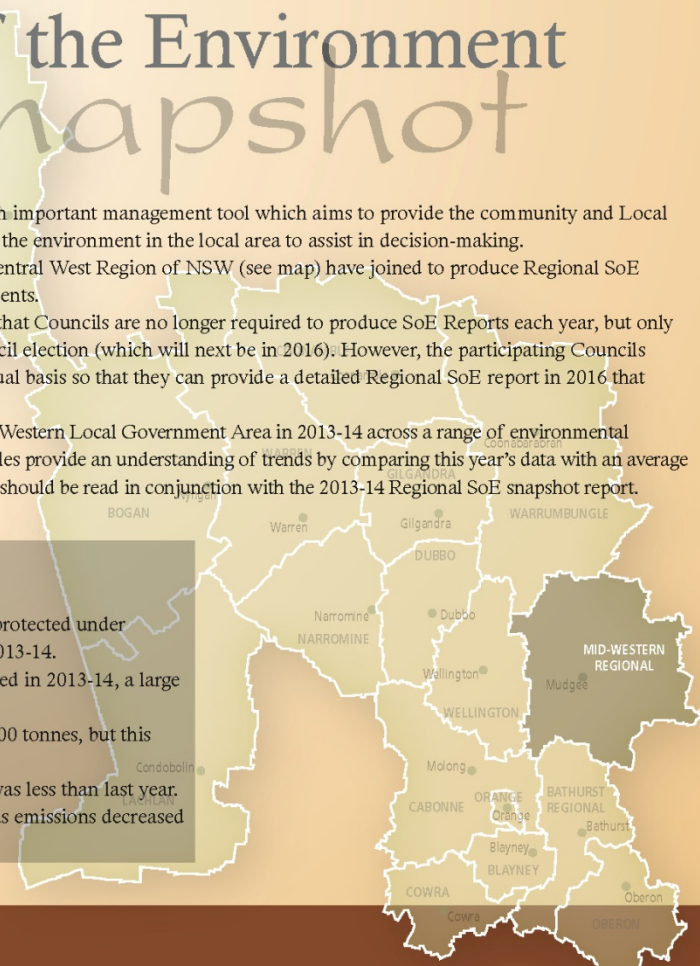 the Environment
napshot
important management tool which aims to provide the community and Local
the environment in the local area to assist in decision-making.
entral West Region of NSW (see map) have joined to produce Regional SoE
ents.
that Councils are no longer required to produce SoE Reports each year, but only
cil election (which will next be in 2016). However, the participating Councils
ual basis so that they can provide a detailed Regional SoE report in 2016 that
Western Local Government Area in 2013-14 across a range of environmental
les provide an understanding of trends by comparing this year's data with an average
should be read in conjunction with the 2013-14 Regional SoE snapshot report.
Coonabarabran
WARREN
GILGANDRA
Nyngan
BOGAN
Warren
Gilgandra
WARRUMBUNGLE
DUBBO
protected under
013-14.
ed in 2013-14, a large
00 tonnes, but this
was less than last year.
as emissions decreased
Narromine
NARROMINE
Dubbo
MID-WESTERN
REGIONAL
Wellington
Mudgee
WELLINGTON
Condobolin
LACHLAN
Molong
CABONNE
ORANGE
Orange
BATHURST
REGIONAL
Bathurst
Blayney
BLAYNEY
COWRA
Cowra
Oberon
OBERON